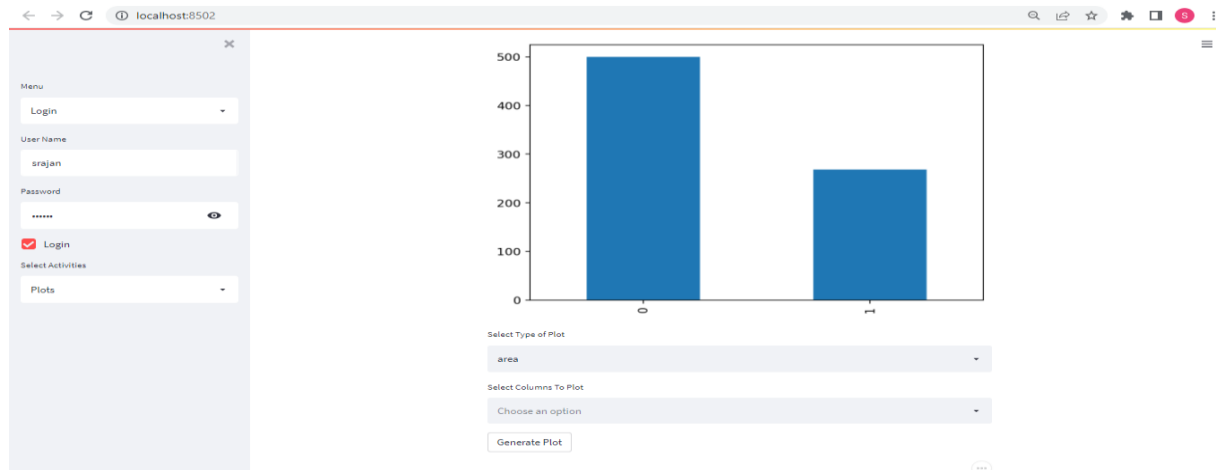 localhost:8502
S
Menu
Login
User Name
srajan
Password
••••••
Login
Select Activities
Plots
500
400
300
200
100
0
0
1
Select Type of Plot
area
Select Columns To Plot
Choose an option
Generate Plot